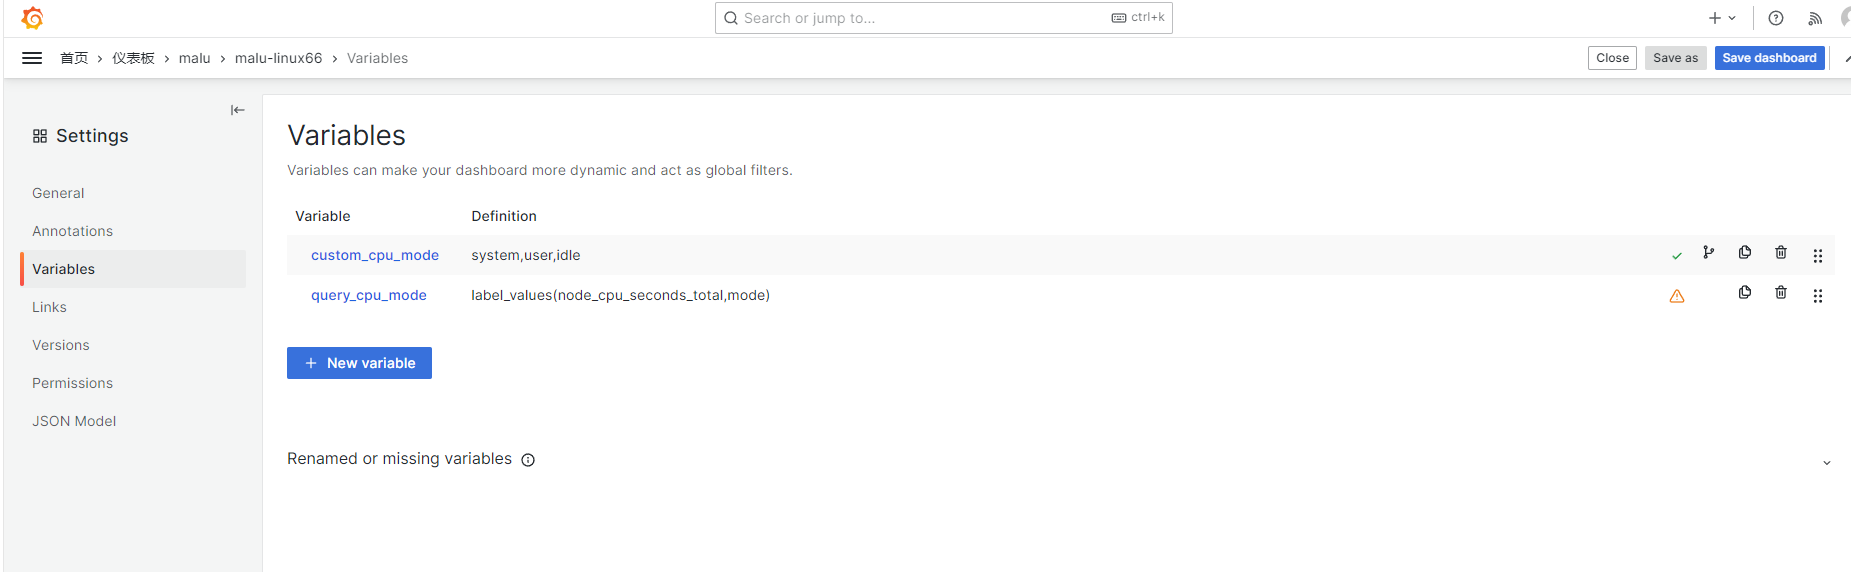 Search or jump to...
ctrl+k
首页 › 仪表板 › malu › malu-linux66 › Variables
Close
Save as
Save dashboard
Settings
General
Annotations
Variables
Links
Versions
Permissions
JSON Model
Variables
Variables can make your dashboard more dynamic and act as global filters.
Variable Definition
custom_cpu_mode system,user,idle
query_cpu_mode label_values(node_cpu_seconds_total,mode)
+ New variable
Renamed or missing variables